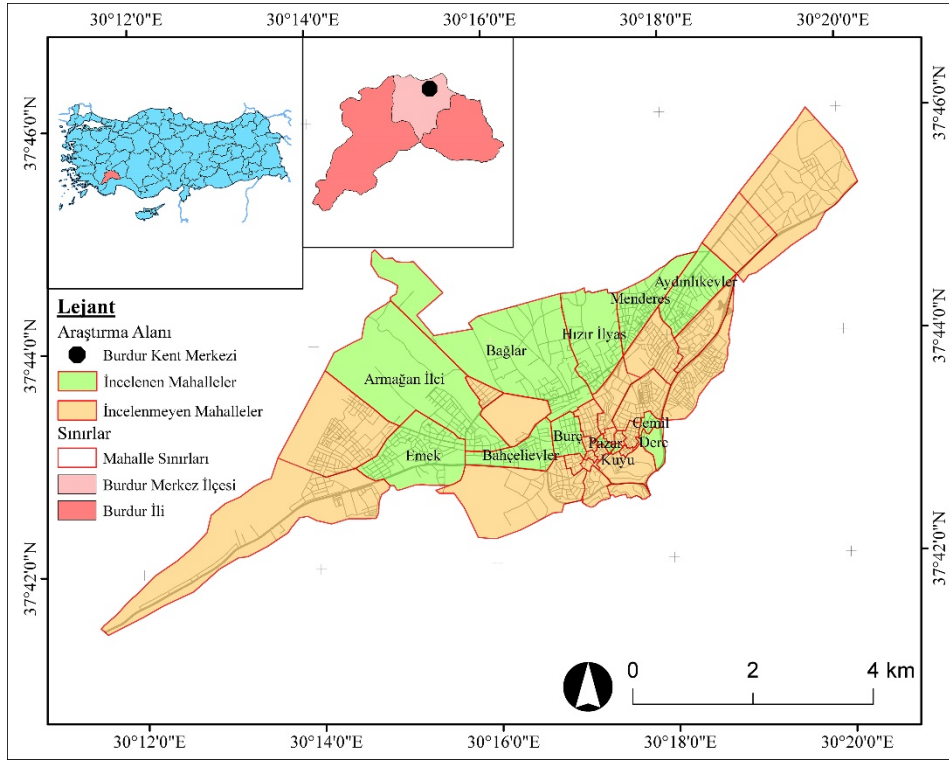 30°12'0"E 30°14'0"E 30°16'0"E 30°18'0"E 30°20'0"E
37°46'0"N
37°46'0"N
37°44'0"N
37°44'0"N
37°42'0"N
37°42'0"N
Aydınlıkevler
Menderes
Hızır İlyas
Bağlar
Armağan İlci
Cemil
Burç
Pazar
Dere
Emek
Bahçelievler
Kuyu
Lejant
Araştırma Alanı
Burdur Kent Merkezi
İncelenen Mahalleler
İncelenmeyen Mahalleler
Sınırlar
Mahalle Sınırları
Burdur Merkez İlçesi
Burdur İli
0 2 4 km
30°12'0"E 30°14'0"E 30°16'0"E 30°18'0"E 30°20'0"E